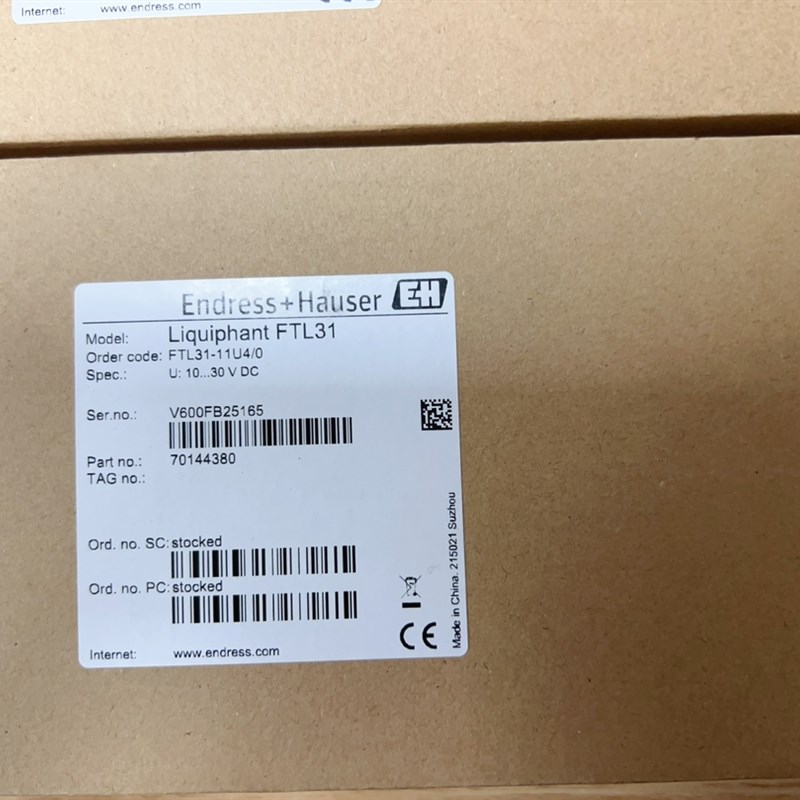 Internet: www.endress.com
Endress+Hauser EH
Model: Liquiphant FTL31
Order code: FTL31-11U4/0
Spec.: U: 10...30 V DC
Ser.no.: V600FB25165
Part no.: 70144380
TAG no.:
Ord. no. SC: stocked
Ord. no. PC: stocked
Internet: www.endress.com
CE
Made in China. 215021 Suzhou